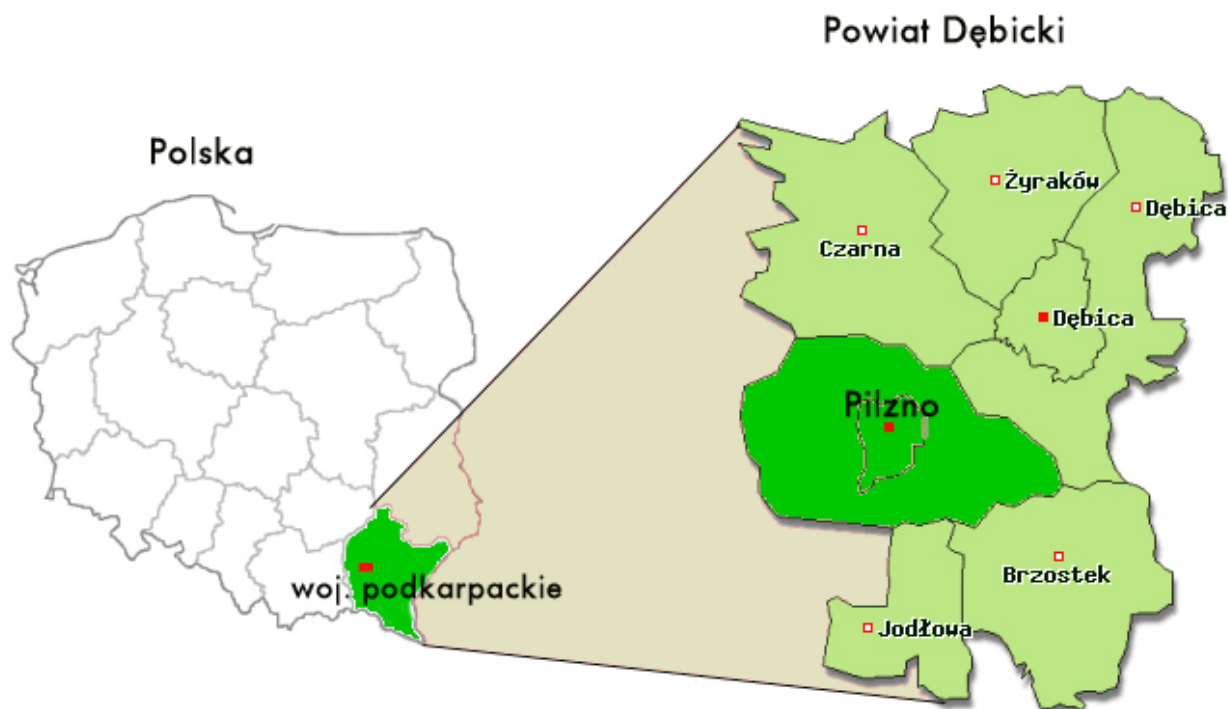 Powiat Dębicki
Polska
Żyraków
Dębica
Czarna
Dębica
Pilzno
Brzostek
woj. podkarpackie
Jodłowa